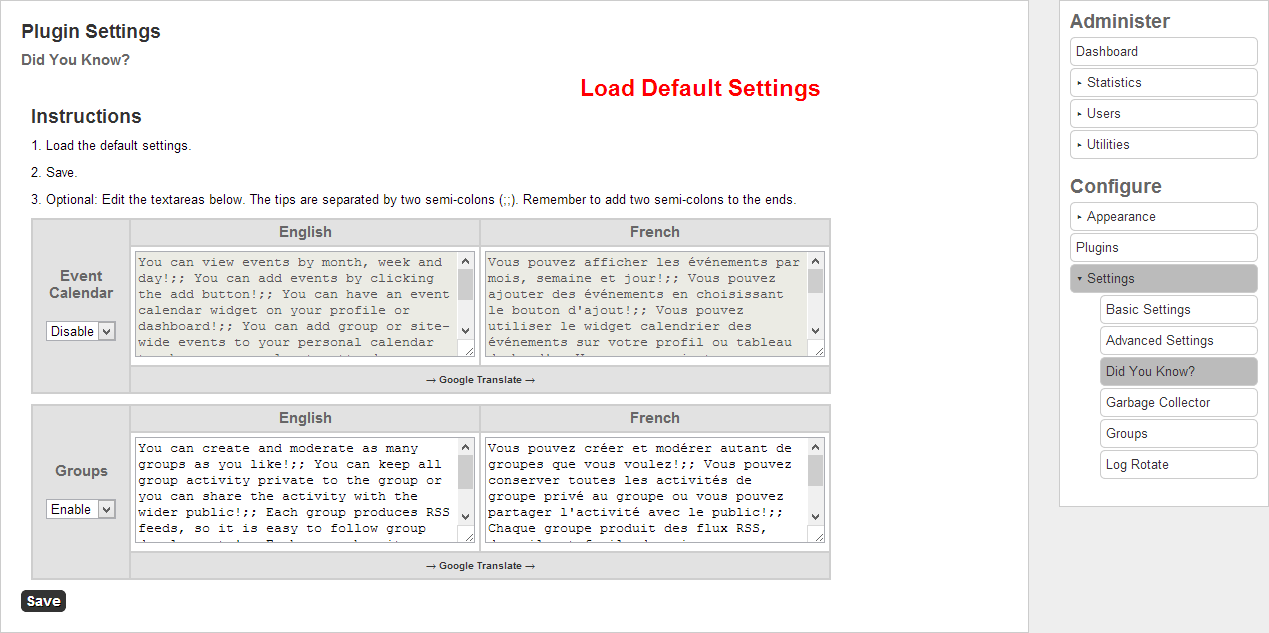 Plugin Settings
Did You Know?
Load Default Settings
Instructions
1. Load the default settings.
2. Save.
3. Optional: Edit the textareas below. The tips are separated by two semi-colons (;;). Remember to add two semi-colons to the ends.
English
French
Event
Calendar
Disable
You can view events by month, week and
day!;; You can add events by clicking
the add button!;; You can have an event
calendar widget on your profile or
dashboard!;; You can add group or site-
wide events to your personal calendar
Vous pouvez afficher les événements par
mois, semaine et jour!;; Vous pouvez
ajouter des événements en choisissant
le bouton d'ajout!;; Vous pouvez
utiliser le widget calendrier des
événements sur votre profil ou tableau
→ Google Translate →
English
French
Groups
Enable
You can create and moderate as many
groups as you like!;; You can keep all
group activity private to the group or
you can share the activity with the
wider public!;; Each group produces RSS
feeds, so it is easy to follow group
Vous pouvez créer et modérer autant de
groupes que vous voulez!;; Vous pouvez
conserver toutes les activités de
groupe privé au groupe ou vous pouvez
partager l'activité avec le public!;;
Chaque groupe produit des flux RSS,
→ Google Translate →
Save
Administer
Dashboard
Statistics
Users
Utilities
Configure
Appearance
Plugins
Settings
Basic Settings
Advanced Settings
Did You Know?
Garbage Collector
Groups
Log Rotate